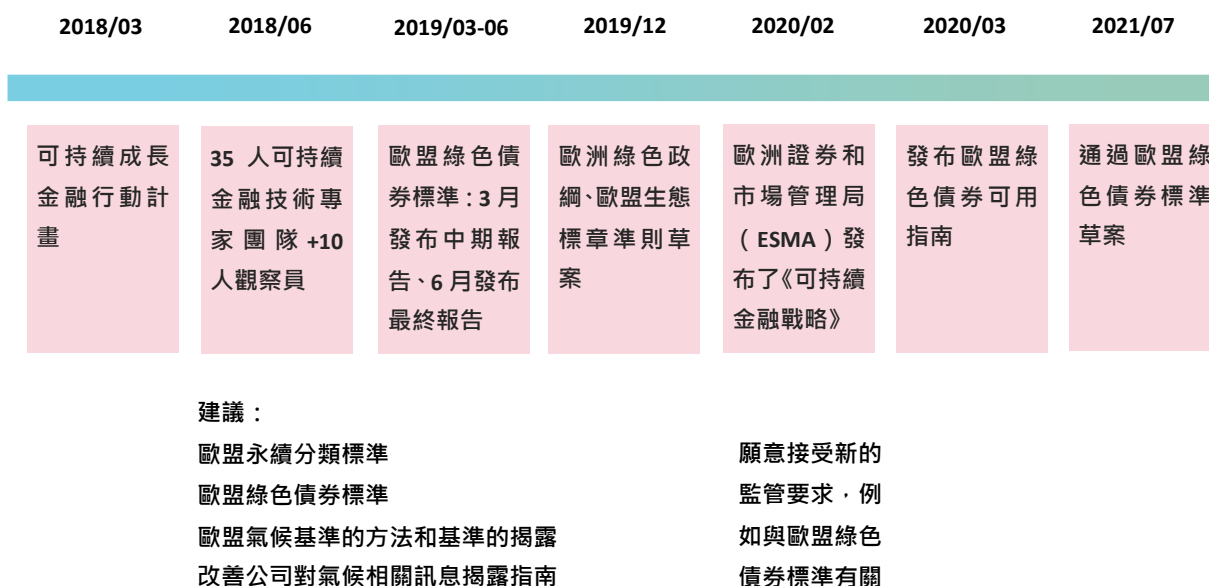 2018/03
2018/06
2019/03-06
2019/12
2020/02
2020/03
2021/07
可持續成長
金融行動計
畫
35 人可持續
金融技術專
家團隊+10
人觀察員
歐盟綠色債
券標準：3 月
發布中期報
告、6 月發布
最終報告
歐洲綠色政
綱、歐盟生態
標章準則草
案
歐洲證券和
市場管理局
（ESMA）發
布了《可持續
金融戰略》
發布歐盟綠
色債券可用
指南
通過歐盟綠
色債券標準
草案
建議：
歐盟永續分類標準
歐盟綠色債券標準
歐盟氣候基準的方法和基準的揭露
改善公司對氣候相關訊息揭露指南
願意接受新的
監管要求，例
如與歐盟綠色
債券標準有關